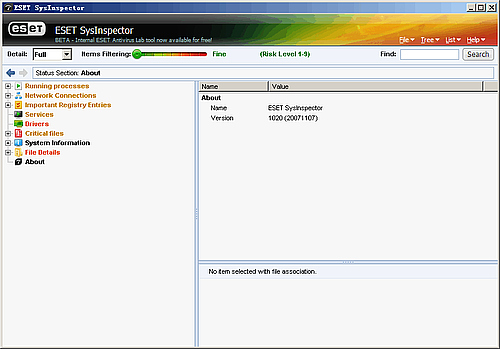 ESET SysInspector
eset ESET SysInspector
BETA - Internal ESET Antivirus Lab tool now available for free!
File Tree List Help
Detail: Full Items Filtering: Fine (Risk Level 1-9) Find: Search
Status Section: About
Running processes
Network Connections
Important Registry Entries
Services
Drivers
Critical files
System Information
File Details
About
Name Value
About
Name ESET SysInspector
Version 1020 (20071107)
No item selected with file association.